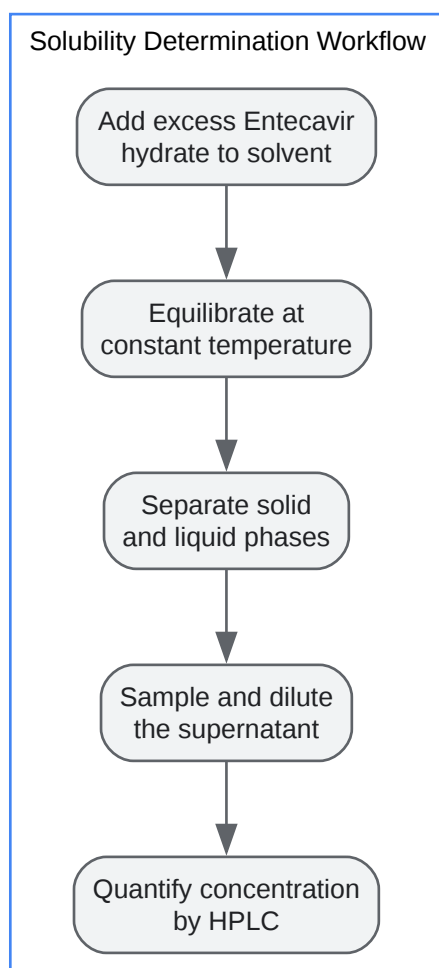 Solubility Determination Workflow
Add excess Entecavir
hydrate to solvent
Equilibrate at
constant temperature
Separate solid
and liquid phases
Sample and dilute
the supernatant
Quantify concentration
by HPLC